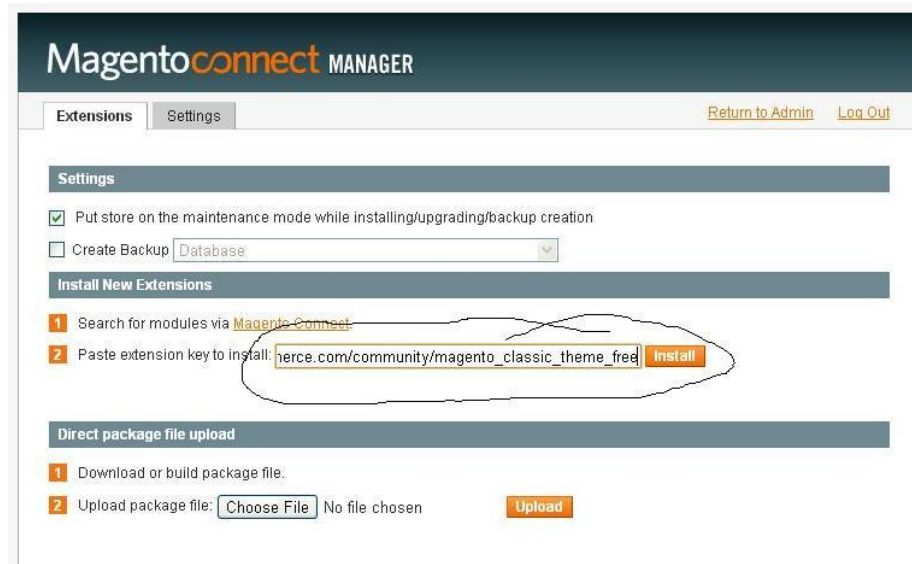 Magentoconnect MANAGER
Extensions Settings Return to Admin Log Out
Settings
Put store on the maintenance mode while installing/upgrading/backup creation
Create Backup Database
Install New Extensions
1 Search for modules via Magento Connect.
2 Paste extension key to install: nerce.com/community/magento_classic_theme_free Install
Direct package file upload
1 Download or build package file.
2 Upload package file: Choose File No file chosen Upload